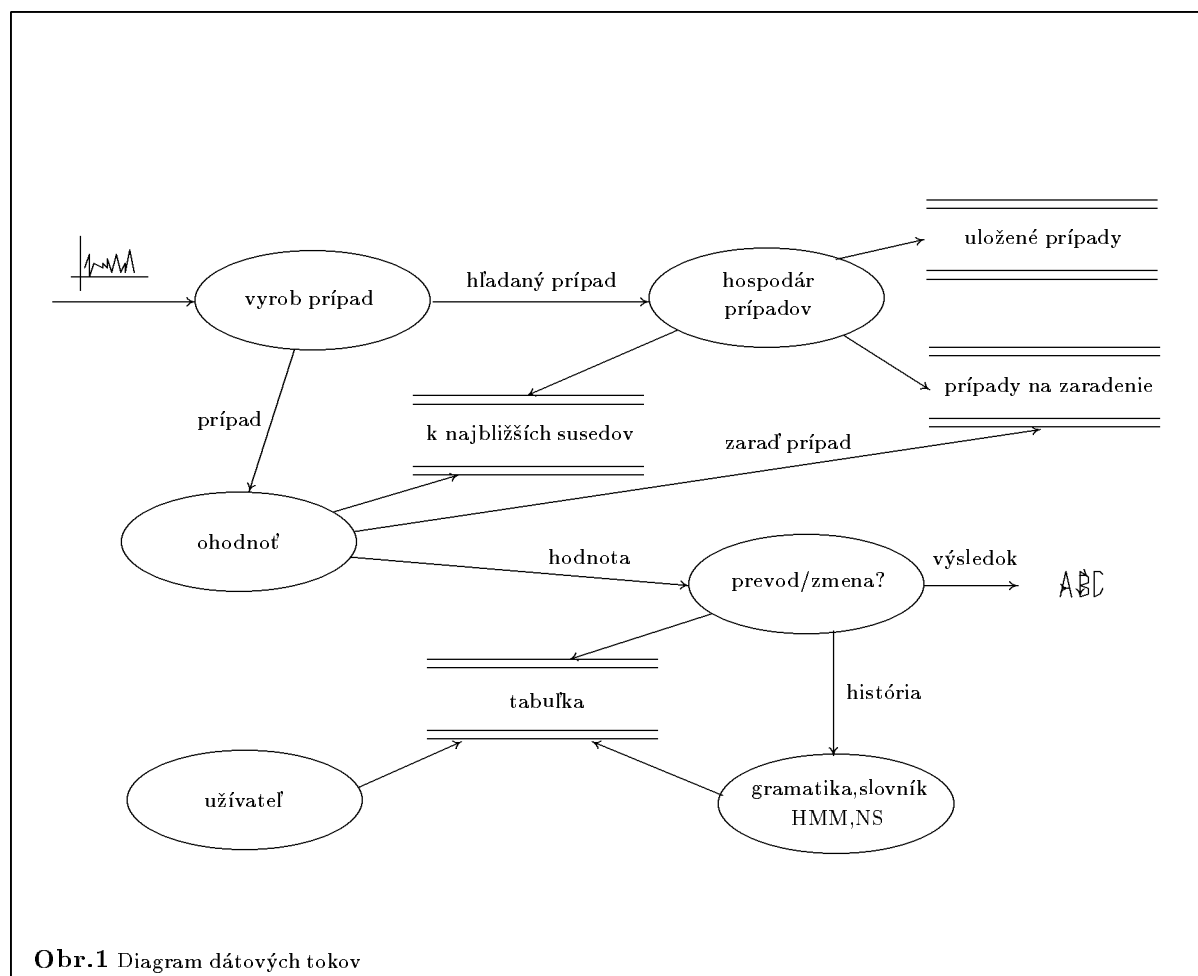 uložené prípady
hľadaný prípad
hospodár
prípadov
vyrob prípad
prípady na zaradenie
prípad
k najbližších susedov
zaraď prípad
ohodnoť
hodnota
prevod/zmena?
výsledok
ABC
história
tabuľka
užívateľ
gramatika,slovník
HMM,NS
Obr.1 Diagram dátových tokov